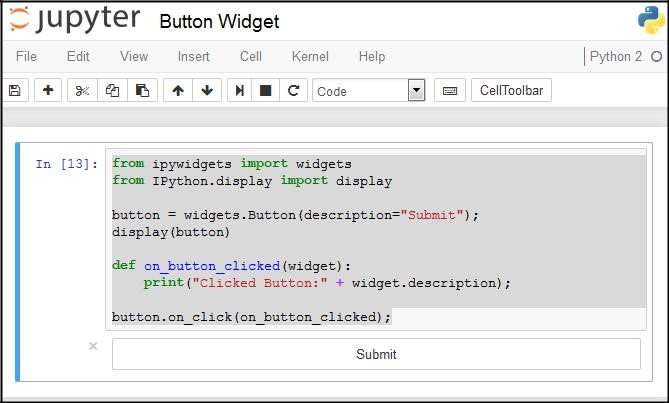 jupyter Button Widget
File Edit View Insert Cell Kernel Help Python 2
Code CellToolbar
In [13]: from ipywidgets import widgets
from IPython.display import display
button = widgets.Button(description="Submit");
display(button)
def on_button_clicked(widget):
    print("Clicked Button:" + widget.description);
button.on_click(on_button_clicked);
Submit